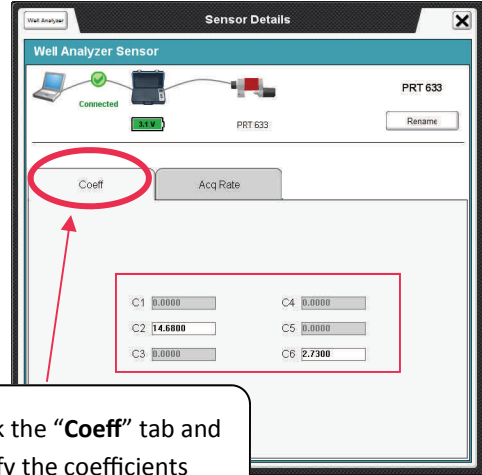 Well Analyzer
Sensor Details
Well Analyzer Sensor
Connected
3.1 V
PRT 633
PRT 633
Rename
Coeff
Acq Rate
C1 0.0000
C4 0.0000
C2 14.6800
C5 0.0000
C3 0.0000
C6 2.7300
the “Coeff” tab and
the coefficients